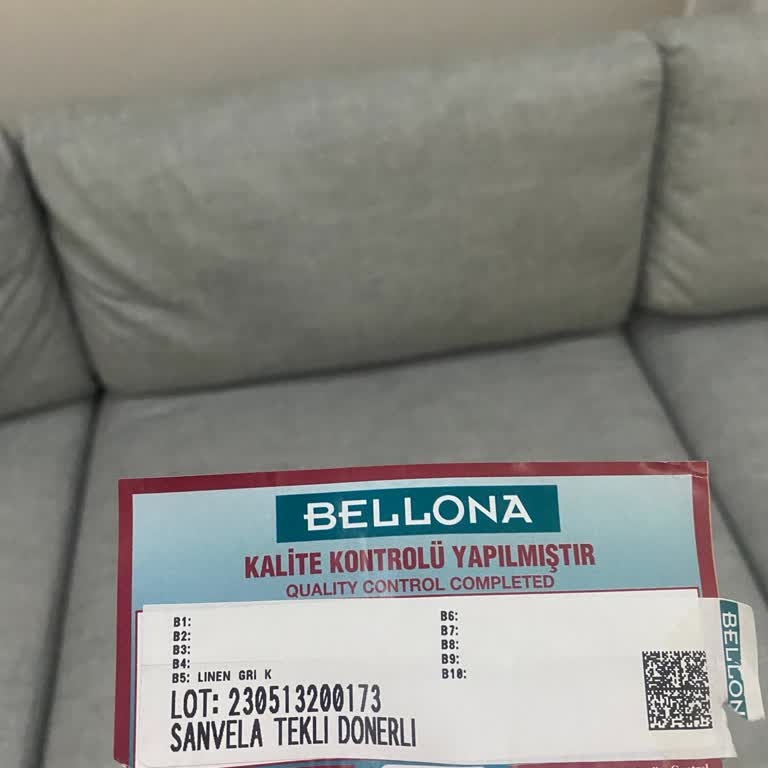 BELLONA
KALİTE KONTROLÜ YAPILMIŞTIR
QUALITY CONTROL COMPLETED
B1:
B2:
B3:
B4:
B5: LINEN GRI K
B6:
B7:
B8:
B9:
B10:
LOT: 230513200173
SANVELA TEKLI DONERLI
BELLON
Control